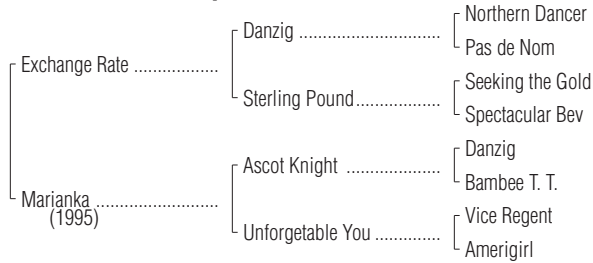 Northern Dancer
Danzig ..............................
Pas de Nom
Exchange Rate ..................
Seeking the Gold
Sterling Pound..................
Spectacular Bev
Danzig
Ascot Knight ....................
Bambee T. T.
Marianka ..........................
(1995)
Vice Regent
Unforgetable You ..............
Amerigirl